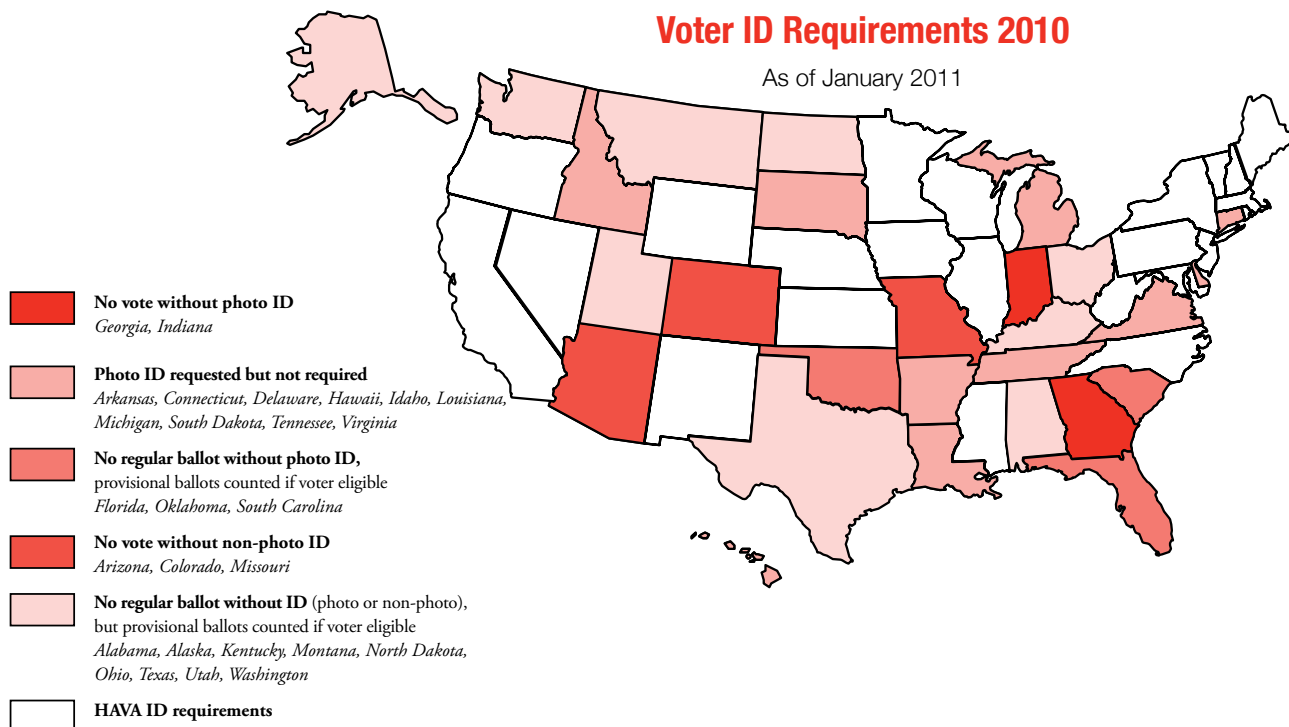 Voter ID Requirements 2010
As of January 2011
No vote without photo ID
Georgia, Indiana
Photo ID requested but not required
Arkansas, Connecticut, Delaware, Hawaii, Idaho, Louisiana,
Michigan, South Dakota, Tennessee, Virginia
No regular ballot without photo ID,
provisional ballots counted if voter eligible
Florida, Oklahoma, South Carolina
No vote without non-photo ID
Arizona, Colorado, Missouri
No regular ballot without ID (photo or non-photo),
but provisional ballots counted if voter eligible
Alabama, Alaska, Kentucky, Montana, North Dakota,
Ohio, Texas, Utah, Washington
HAVA ID requirements